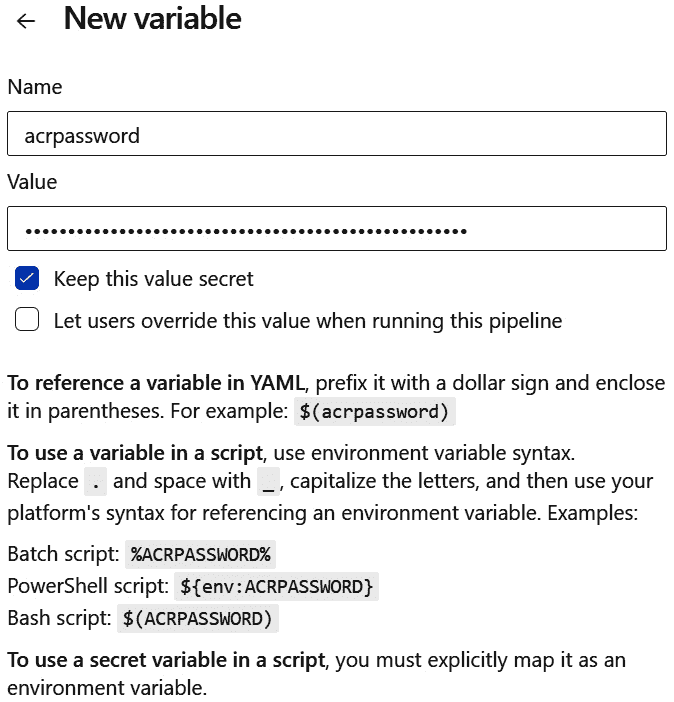 ← New variable
Name
acrpassword
Value
••••••••••••••••••••••••••••••••••••••••••••••••••••
Keep this value secret
Let users override this value when running this pipeline
To reference a variable in YAML, prefix it with a dollar sign and enclose
it in parentheses. For example: $(acrpassword)
To use a variable in a script, use environment variable syntax.
Replace . and space with _, capitalize the letters, and then use your
platform's syntax for referencing an environment variable. Examples:
Batch script: %ACRPASSWORD%
PowerShell script: ${env:ACRPASSWORD}
Bash script: $(ACRPASSWORD)
To use a secret variable in a script, you must explicitly map it as an
environment variable.